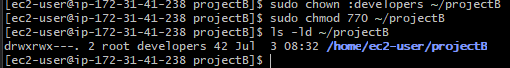 [ec2-user@ip-172-31-41-238 projectB]$ sudo chown :developers ~/projectB
[ec2-user@ip-172-31-41-238 projectB]$ sudo chmod 770 ~/projectB
[ec2-user@ip-172-31-41-238 projectB]$ ls -ld ~/projectB
drwxrwx---. 2 root developers 42 Jul  3 08:32 /home/ec2-user/projectB
[ec2-user@ip-172-31-41-238 projectB]$